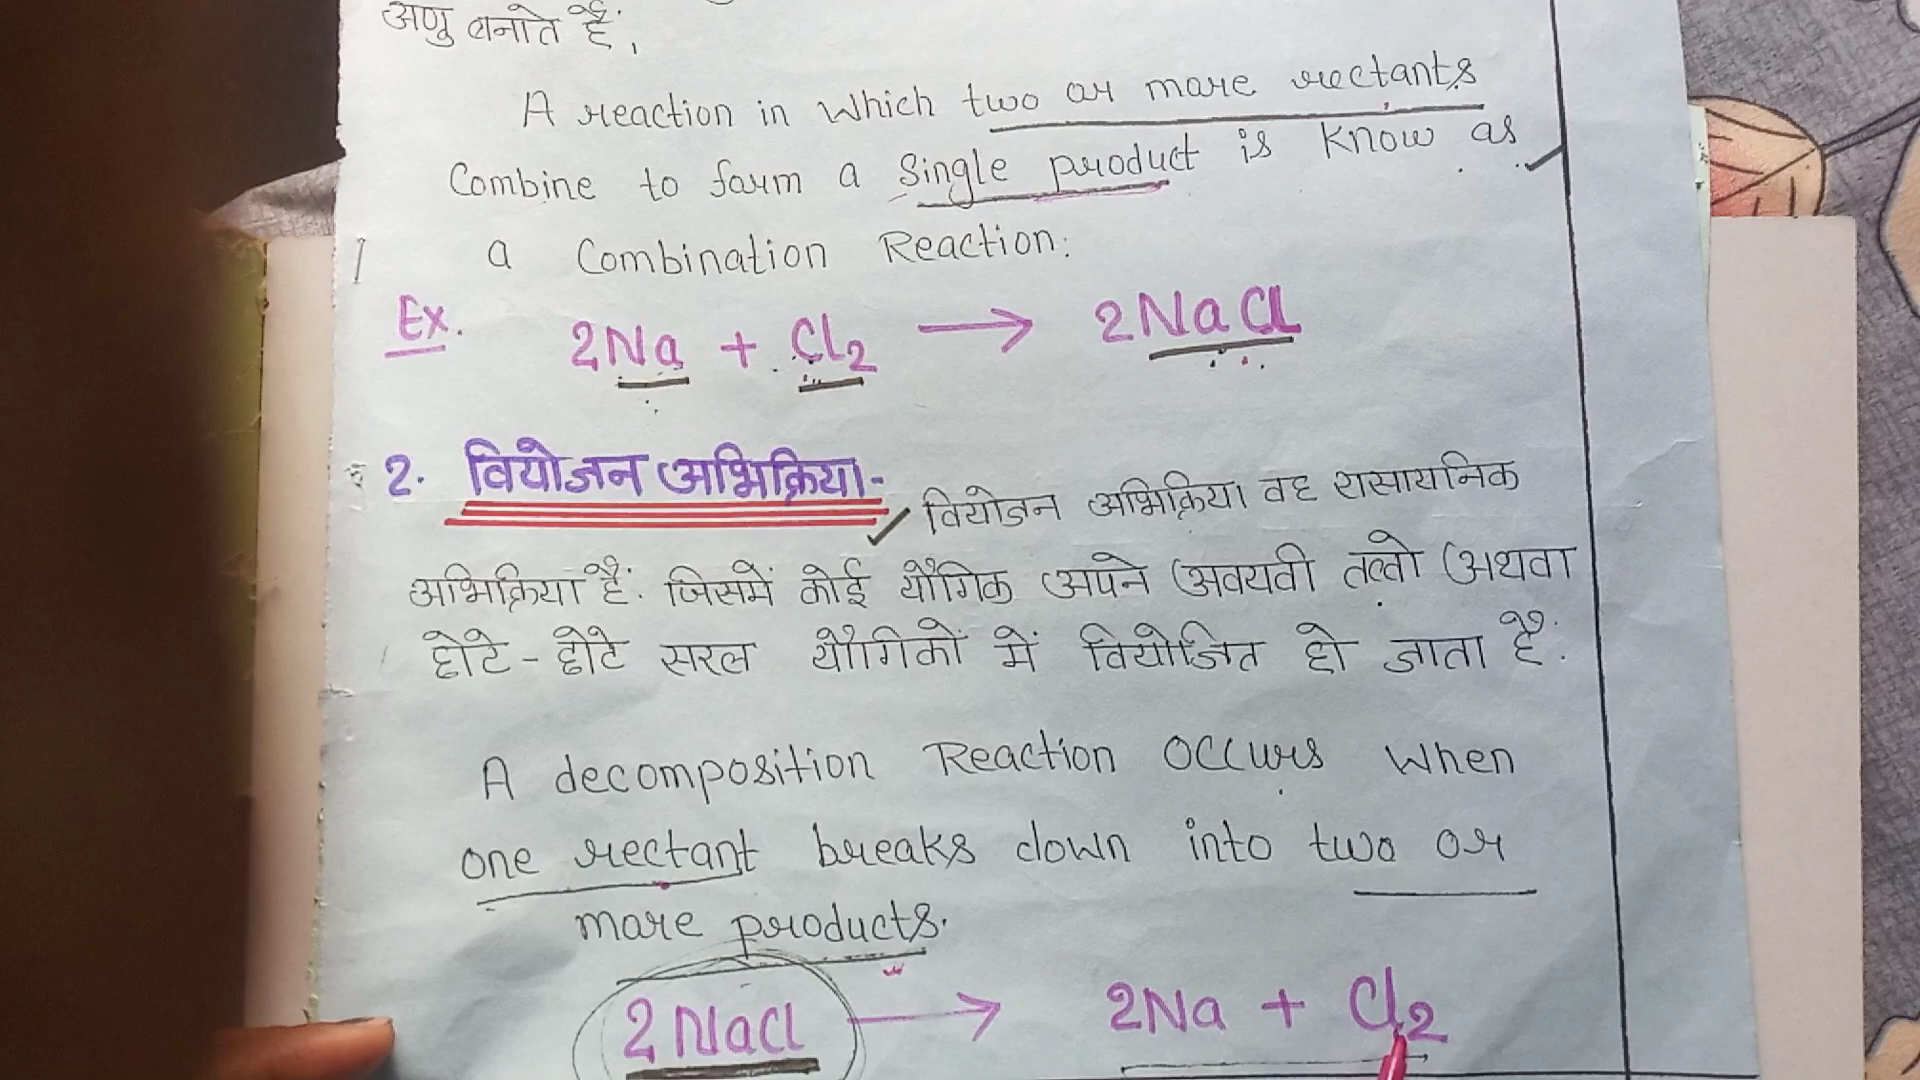 अणु बनाते हैं,
A reaction in which two or more rectants
Combine to form a Single product is Know as
a Combination Reaction:
Ex. 2Na + Cl₂ → 2NaCl
2. वियोजन अभिक्रिया- वियोजन अभिक्रिया वह रासायनिक
अभिक्रिया हैं. जिसमें कोई यौगिक अपने अवयवी तत्वो अथवा
छोटे-छोटे सरल यौगिकों में वियोजित हो जाता है.
A decomposition Reaction Occurs when
one rectant breaks down into two or
more products.
2NaCl → 2Na + Cl₂